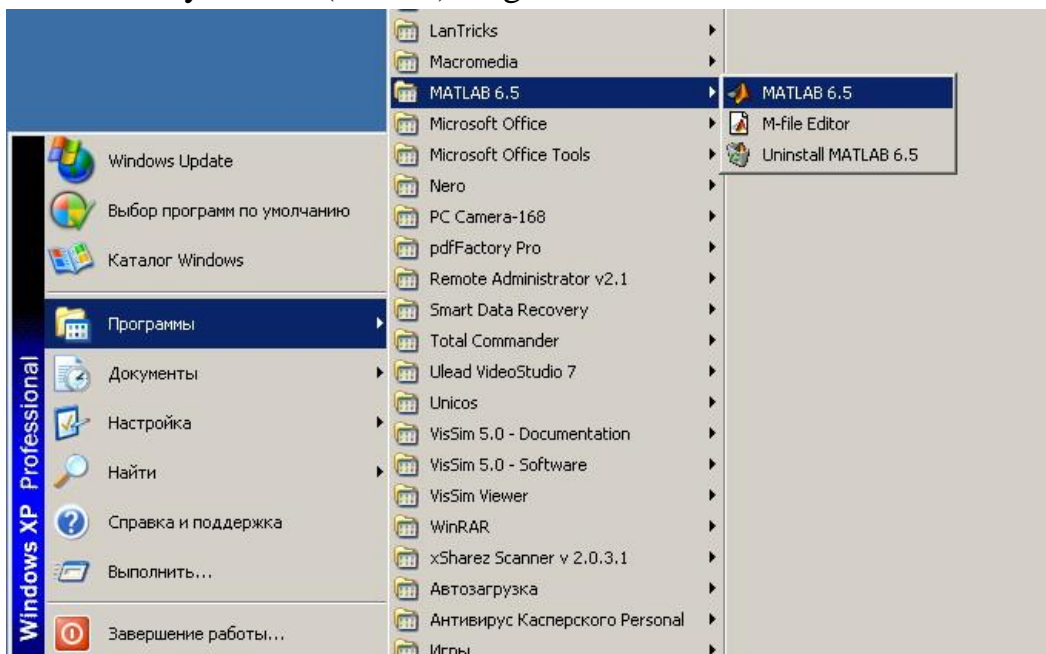 LanTricks
Macromedia
MATLAB 6.5
Microsoft Office
Microsoft Office Tools
Nero
PC Camera-168
pdfFactory Pro
Remote Administrator v2.1
Smart Data Recovery
Total Commander
Ulead VideoStudio 7
Unicos
VisSim 5.0 - Documentation
VisSim 5.0 - Software
VisSim Viewer
WinRAR
xSharez Scanner v 2.0.3.1
Автозагрузка
Антивирус Касперского Personal
Игры
MATLAB 6.5
M-file Editor
Uninstall MATLAB 6.5
Windows Update
Выбор программ по умолчанию
Каталог Windows
Программы
Документы
Настройка
Найти
Справка и поддержка
Выполнить...
Завершение работы...
Windows XP Professional